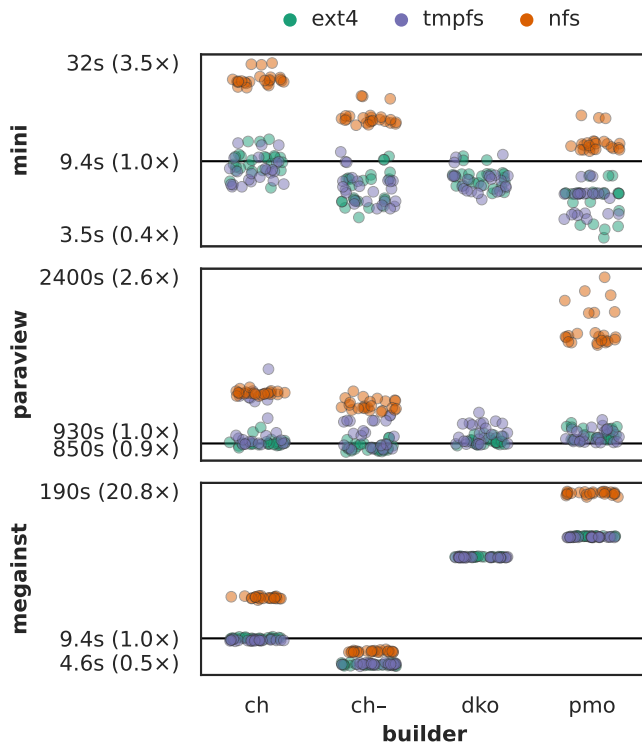 ext4 tmpfs nfs
mini
32s (3.5×)
9.4s (1.0×)
3.5s (0.4×)
paraview
2400s (2.6×)
930s (1.0×)
850s (0.9×)
megainst
190s (20.8×)
9.4s (1.0×)
4.6s (0.5×)
ch ch– dko pmo
builder